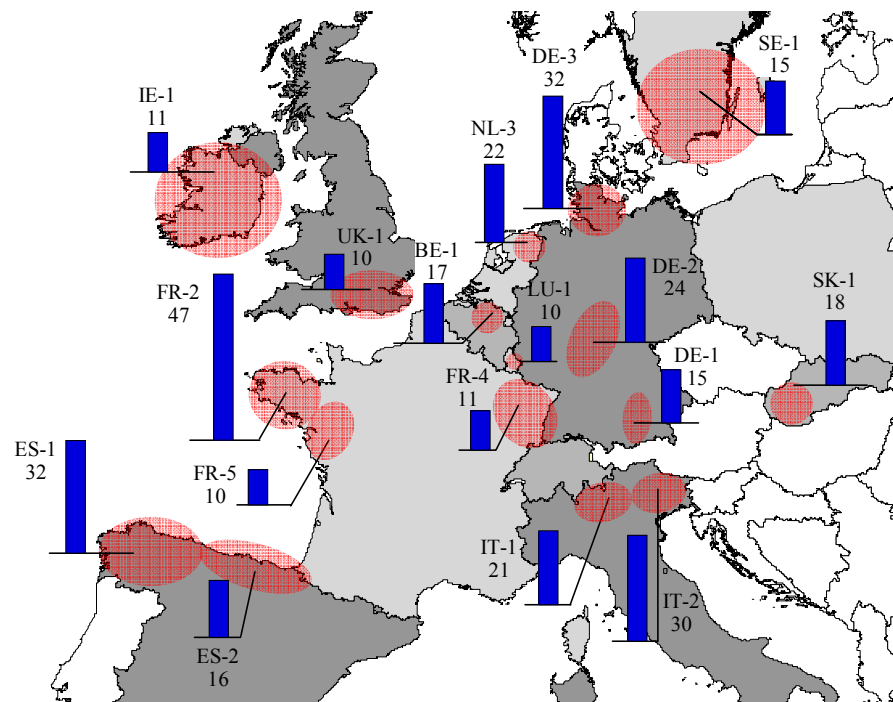 DE-3
32
SE-1
15
IE-1
11
NL-3
22
UK-1
10
BE-1
17
DE-2
24
FR-2
47
LU-1
10
SK-1
18
DE-1
15
FR-4
11
ES-1
32
FR-5
10
IT-1
21
IT-2
30
ES-2
16